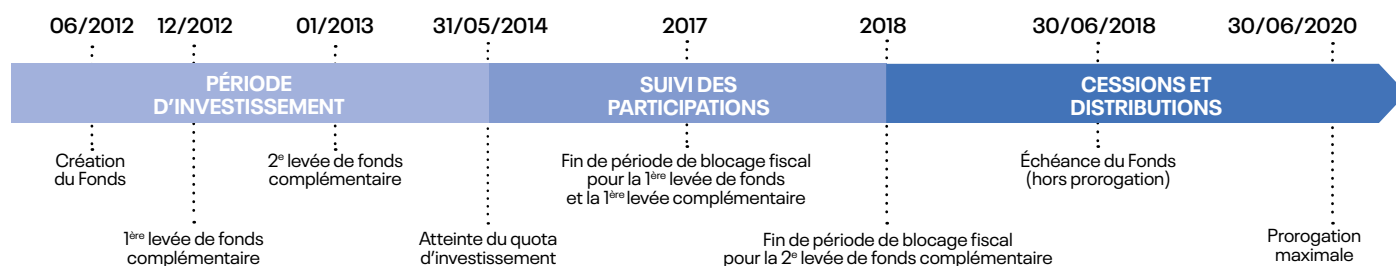 06/2012 12/2012 01/2013 31/05/2014 2017 2018 30/06/2018 30/06/2020
PÉRIODE
D'INVESTISSEMENT
SUIVI DES
PARTICIPATIONS
CESSIONS ET
DISTRIBUTIONS
Création
du Fonds
2e levée de fonds
complémentaire
Fin de période de blocage fiscal
pour la 1ère levée de fonds
et la 1ère levée complémentaire
Échéance du Fonds
(hors prorogation)
1ère levée de fonds
complémentaire
Atteinte du quota
d'investissement
Fin de période de blocage fiscal
pour la 2e levée de fonds complémentaire
Prorogation
maximale